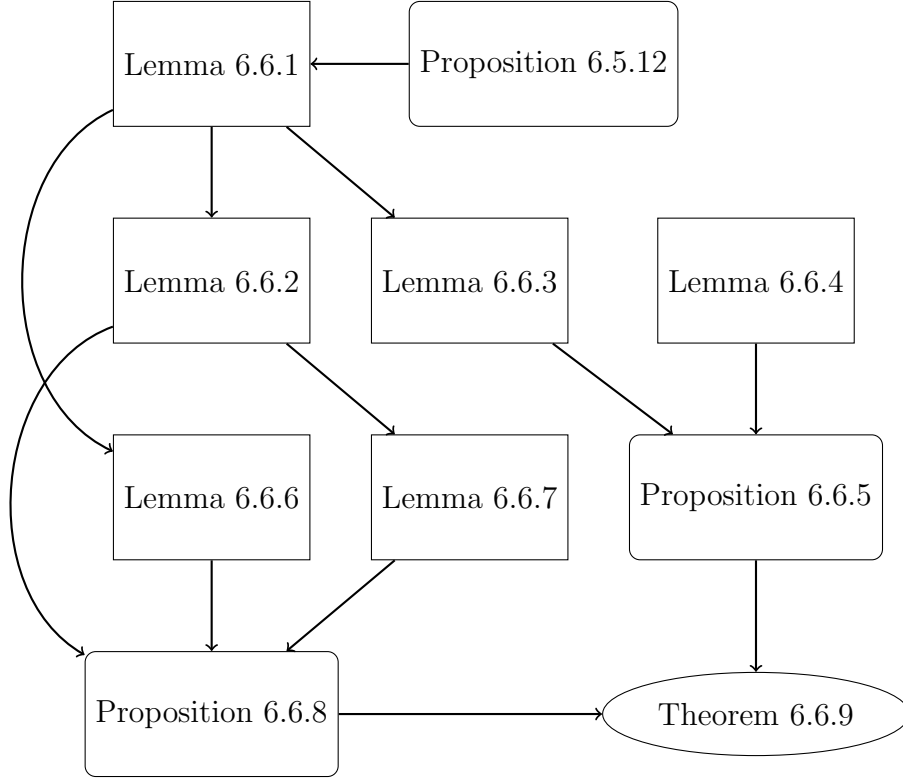 Lemma 6.6.1
Proposition 6.5.12
Lemma 6.6.2
Lemma 6.6.3
Lemma 6.6.4
Lemma 6.6.6
Lemma 6.6.7
Proposition 6.6.5
Proposition 6.6.8
Theorem 6.6.9